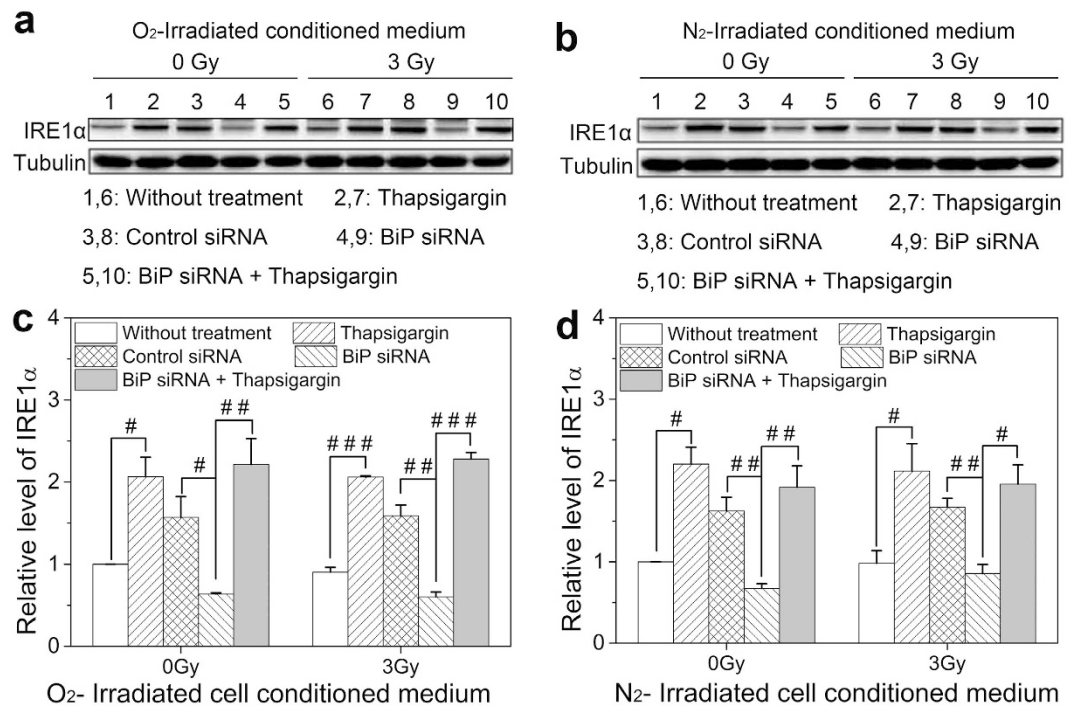 a
O2-Irradiated conditioned medium
0 Gy 3 Gy
1 2 3 4 5 6 7 8 9 10
IRE1α
Tubulin
1,6: Without treatment 2,7: Thapsigargin
3,8: Control siRNA 4,9: BiP siRNA
5,10: BiP siRNA + Thapsigargin
b
N2-Irradiated conditioned medium
0 Gy 3 Gy
1 2 3 4 5 6 7 8 9 10
IRE1α
Tubulin
1,6: Without treatment 2,7: Thapsigargin
3,8: Control siRNA 4,9: BiP siRNA
5,10: BiP siRNA + Thapsigargin
c
Relative level of IRE1α
4
3
2
1
0
Without treatment Thapsigargin
Control siRNA BiP siRNA
BiP siRNA + Thapsigargin
# # # # # # # # # # # # #
0Gy 3Gy
O2- Irradiated cell conditioned medium
d
Relative level of IRE1α
4
3
2
1
0
Without treatment Thapsigargin
Control siRNA BiP siRNA
BiP siRNA + Thapsigargin
# # # # # # # # #
0Gy 3Gy
N2- Irradiated cell conditioned medium